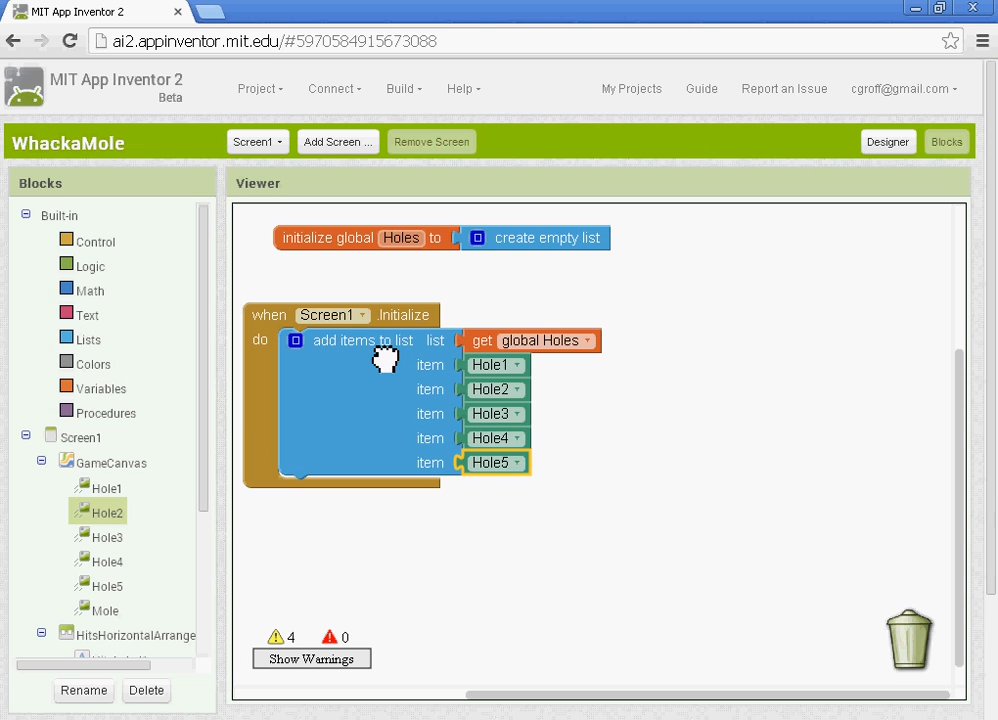 MIT App Inventor 2
ai2.appinventor.mit.edu/#5970584915673088
MIT App Inventor 2
Beta
Project
Connect
Build
Help
My Projects
Guide
Report an Issue
cgroff@gmail.com
WhackaMole
Screen1
Add Screen ...
Remove Screen
Designer
Blocks
Blocks
Viewer
Built-in
Control
Logic
Math
Text
Lists
Colors
Variables
Procedures
Screen1
GameCanvas
Hole1
Hole2
Hole3
Hole4
Hole5
Mole
HitsHorizontalArrange
Rename
Delete
initialize global Holes to create empty list
when Screen1 .Initialize
do add items to list list get global Holes
item Hole1
item Hole2
item Hole3
item Hole4
item Hole5
4 0
Show Warnings